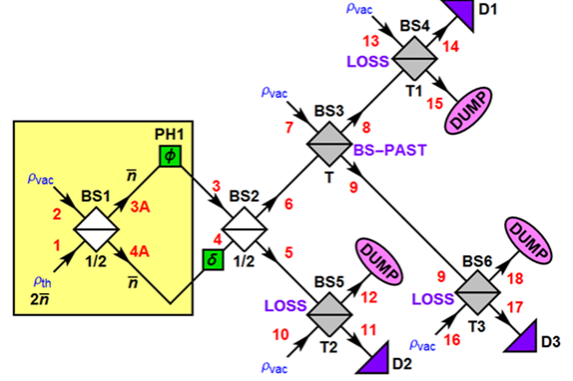 ρvac
D1
BS4
13
14
LOSS
T1
15
DUMP
ρvac
BS3
7
8
BS–PAST
T
9
PH1
ϕ
n̅
ρvac
BS1
2
3A
3
BS2
6
1
4A
4
δ
5
1/2
1/2
ρth
2n̅
n̅
DUMP
BS5
12
LOSS
T2
11
10
ρvac
D2
DUMP
BS6
9
18
LOSS
17
T3
16
ρvac
D3